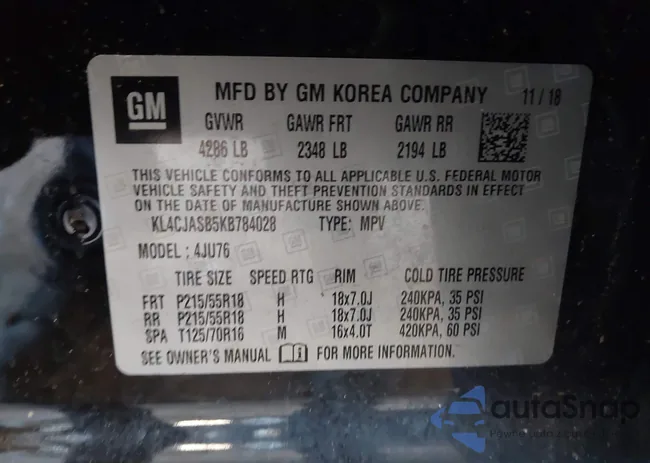 GM
MFD BY GM KOREA COMPANY 11 / 18
GVWR GAWR FRT GAWR RR
4286 LB 2348 LB 2194 LB
THIS VEHICLE CONFORMS TO ALL APPLICABLE U.S. FEDERAL MOTOR
VEHICLE SAFETY AND THEFT PREVENTION STANDARDS IN EFFECT
ON THE DATE OF MANUFACTURE SHOWN ABOVE.
KL4CJASB5KB784028 TYPE: MPV
MODEL : 4JU76
TIRE SIZE SPEED RTG RIM COLD TIRE PRESSURE
FRT P215/55R18 H 18x7.0J 240KPA, 35 PSI
RR P215/55R18 H 18x7.0J 240KPA, 35 PSI
SPA T125/70R16 M 16x4.0T 420KPA, 60 PSI
SEE OWNER'S MANUAL FOR MORE INFORMATION.
autoSnap